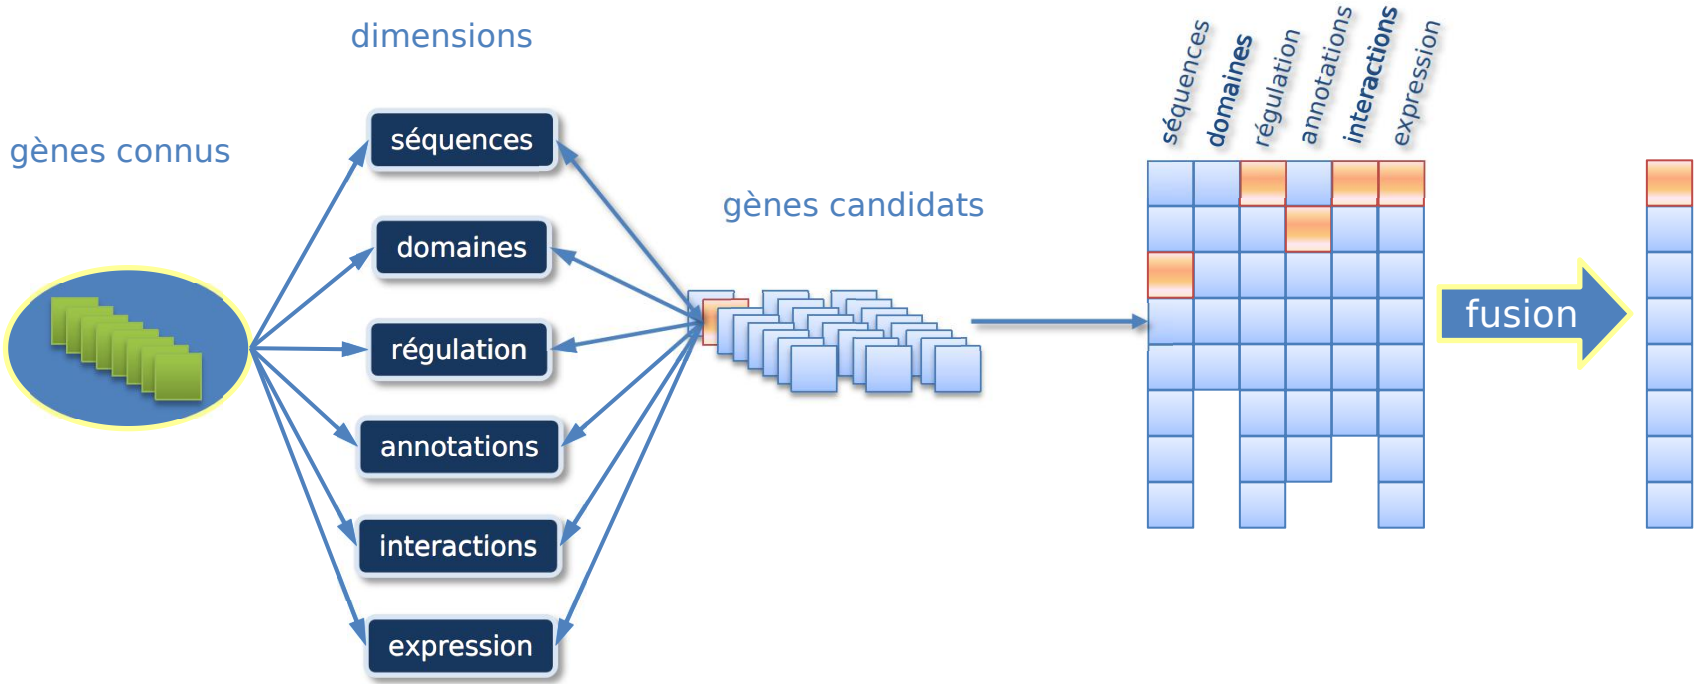 dimensions
gènes connus
séquences
domaines
régulation
annotations
interactions
expression
gènes candidats
séquences
domaines
régulation
annotations
interactions
expression
fusion